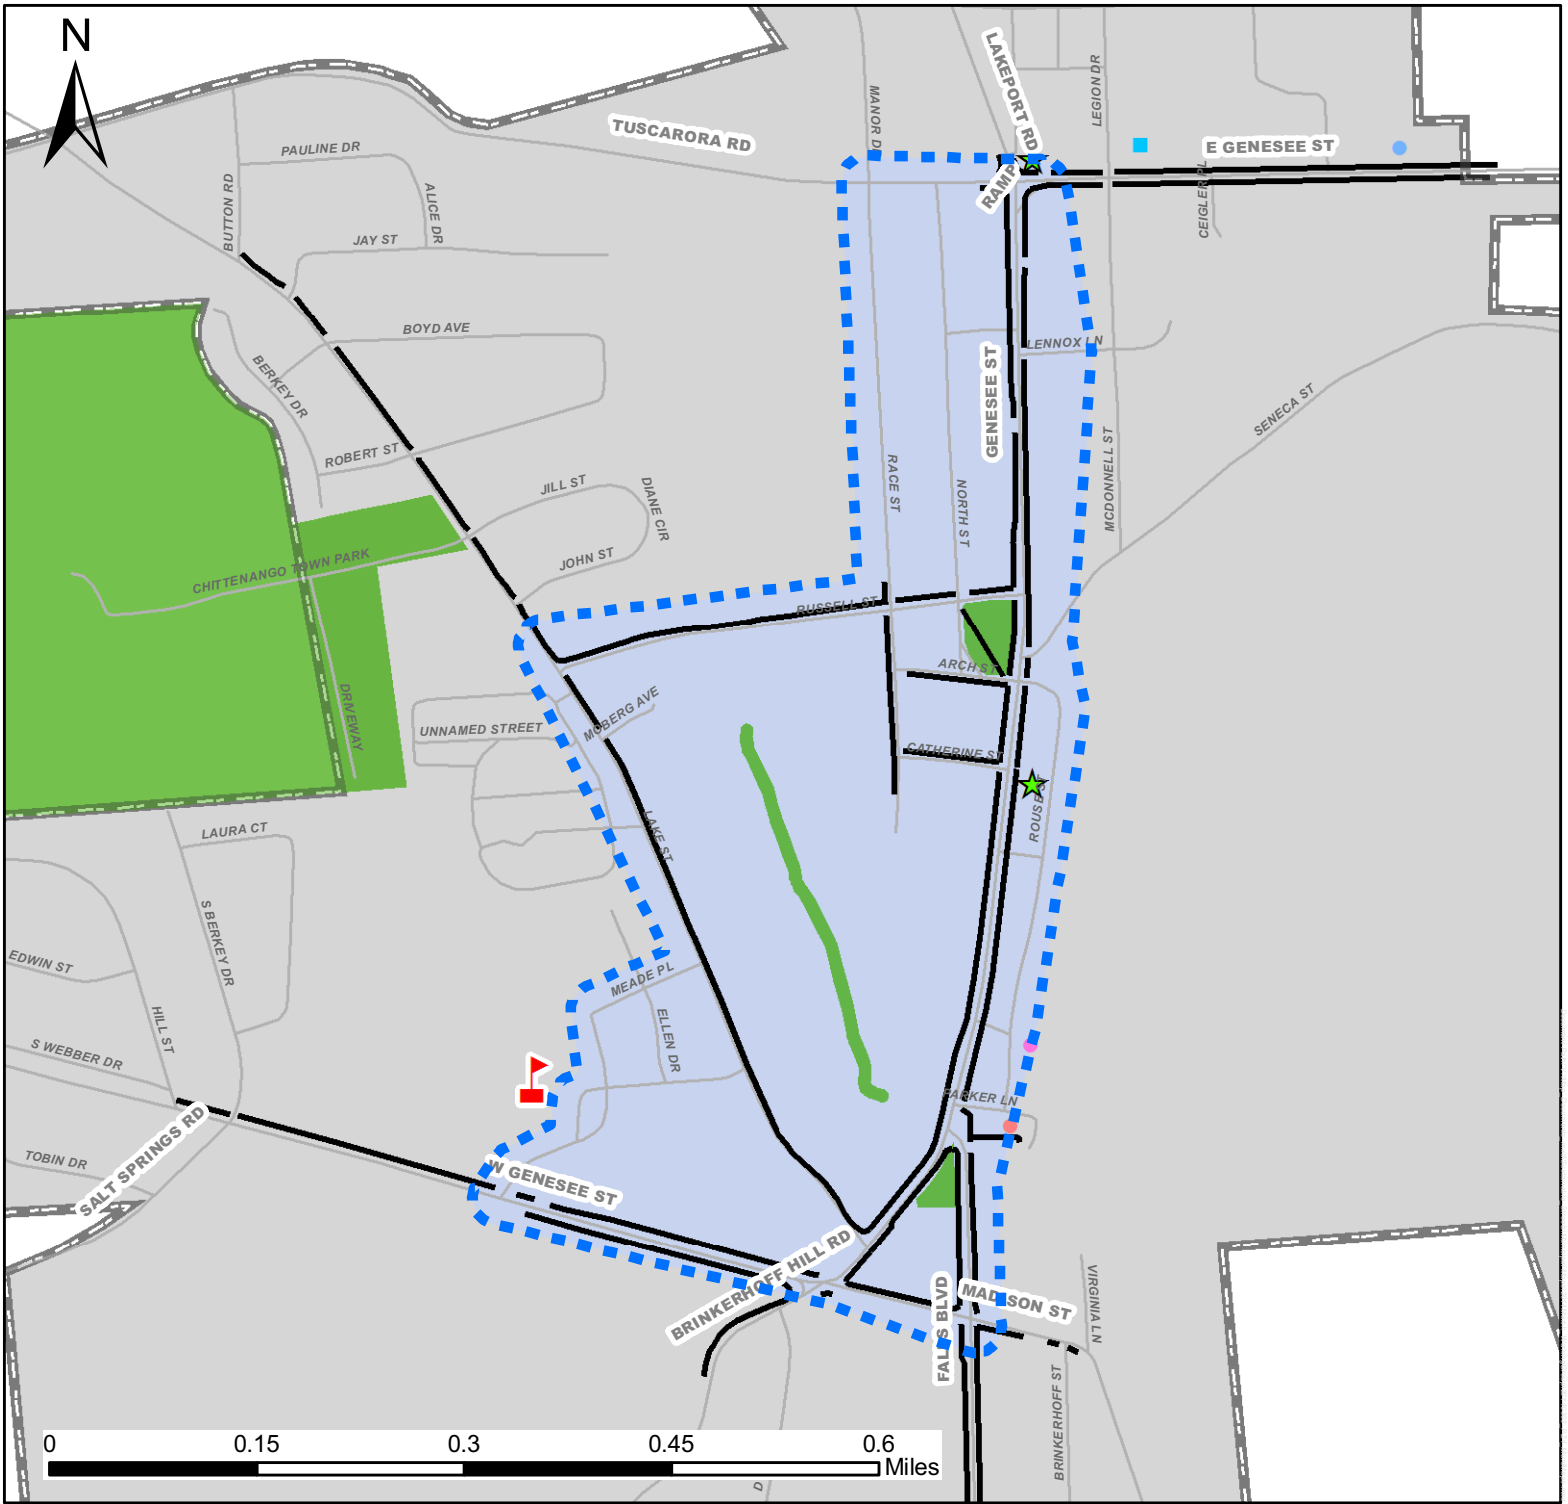 N
LAKEPORT RD
LEGION DR
MANOR D
TUSCARORA RD
E GENESEE ST
PAULINE DR
RAMP
CEIGLER PL
BUTTON RD
ALICE DR
JAY ST
BOYD AVE
LENNOX LN
GENESEE ST
BERKEY DR
SENECA ST
ROBERT ST
RACE ST
NORTH ST
MCDONNELL ST
JILL ST
DIANE CIR
JOHN ST
CHITTENANGO TOWN PARK
RUSSELL ST
ARCH ST
DRIVEWAY
MOBERG AVE
UNNAMED STREET
CATHERINE ST
ROUSE ST
LAKE ST
LAURA CT
S BERKEY DR
EDWIN ST
MEADE PL
HILL ST
ELLEN DR
S WEBBER DR
PARKER LN
SALT SPRINGS RD
TOBIN DR
W GENESEE ST
BRINKERHOFF HILL RD
FALLS BLVD
MADISON ST
VIRGINIA LN
BRINKERHOFF ST
D
0 0.15 0.3 0.45 0.6
Miles